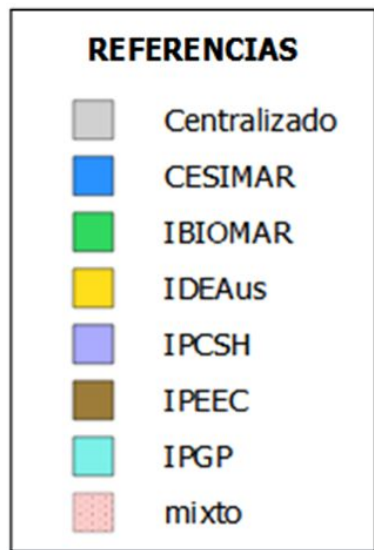 REFERENCIAS
Centralizado
CESIMAR
IBIOMAR
IDEAus
IPCSH
IPEEC
IPGP
mixto